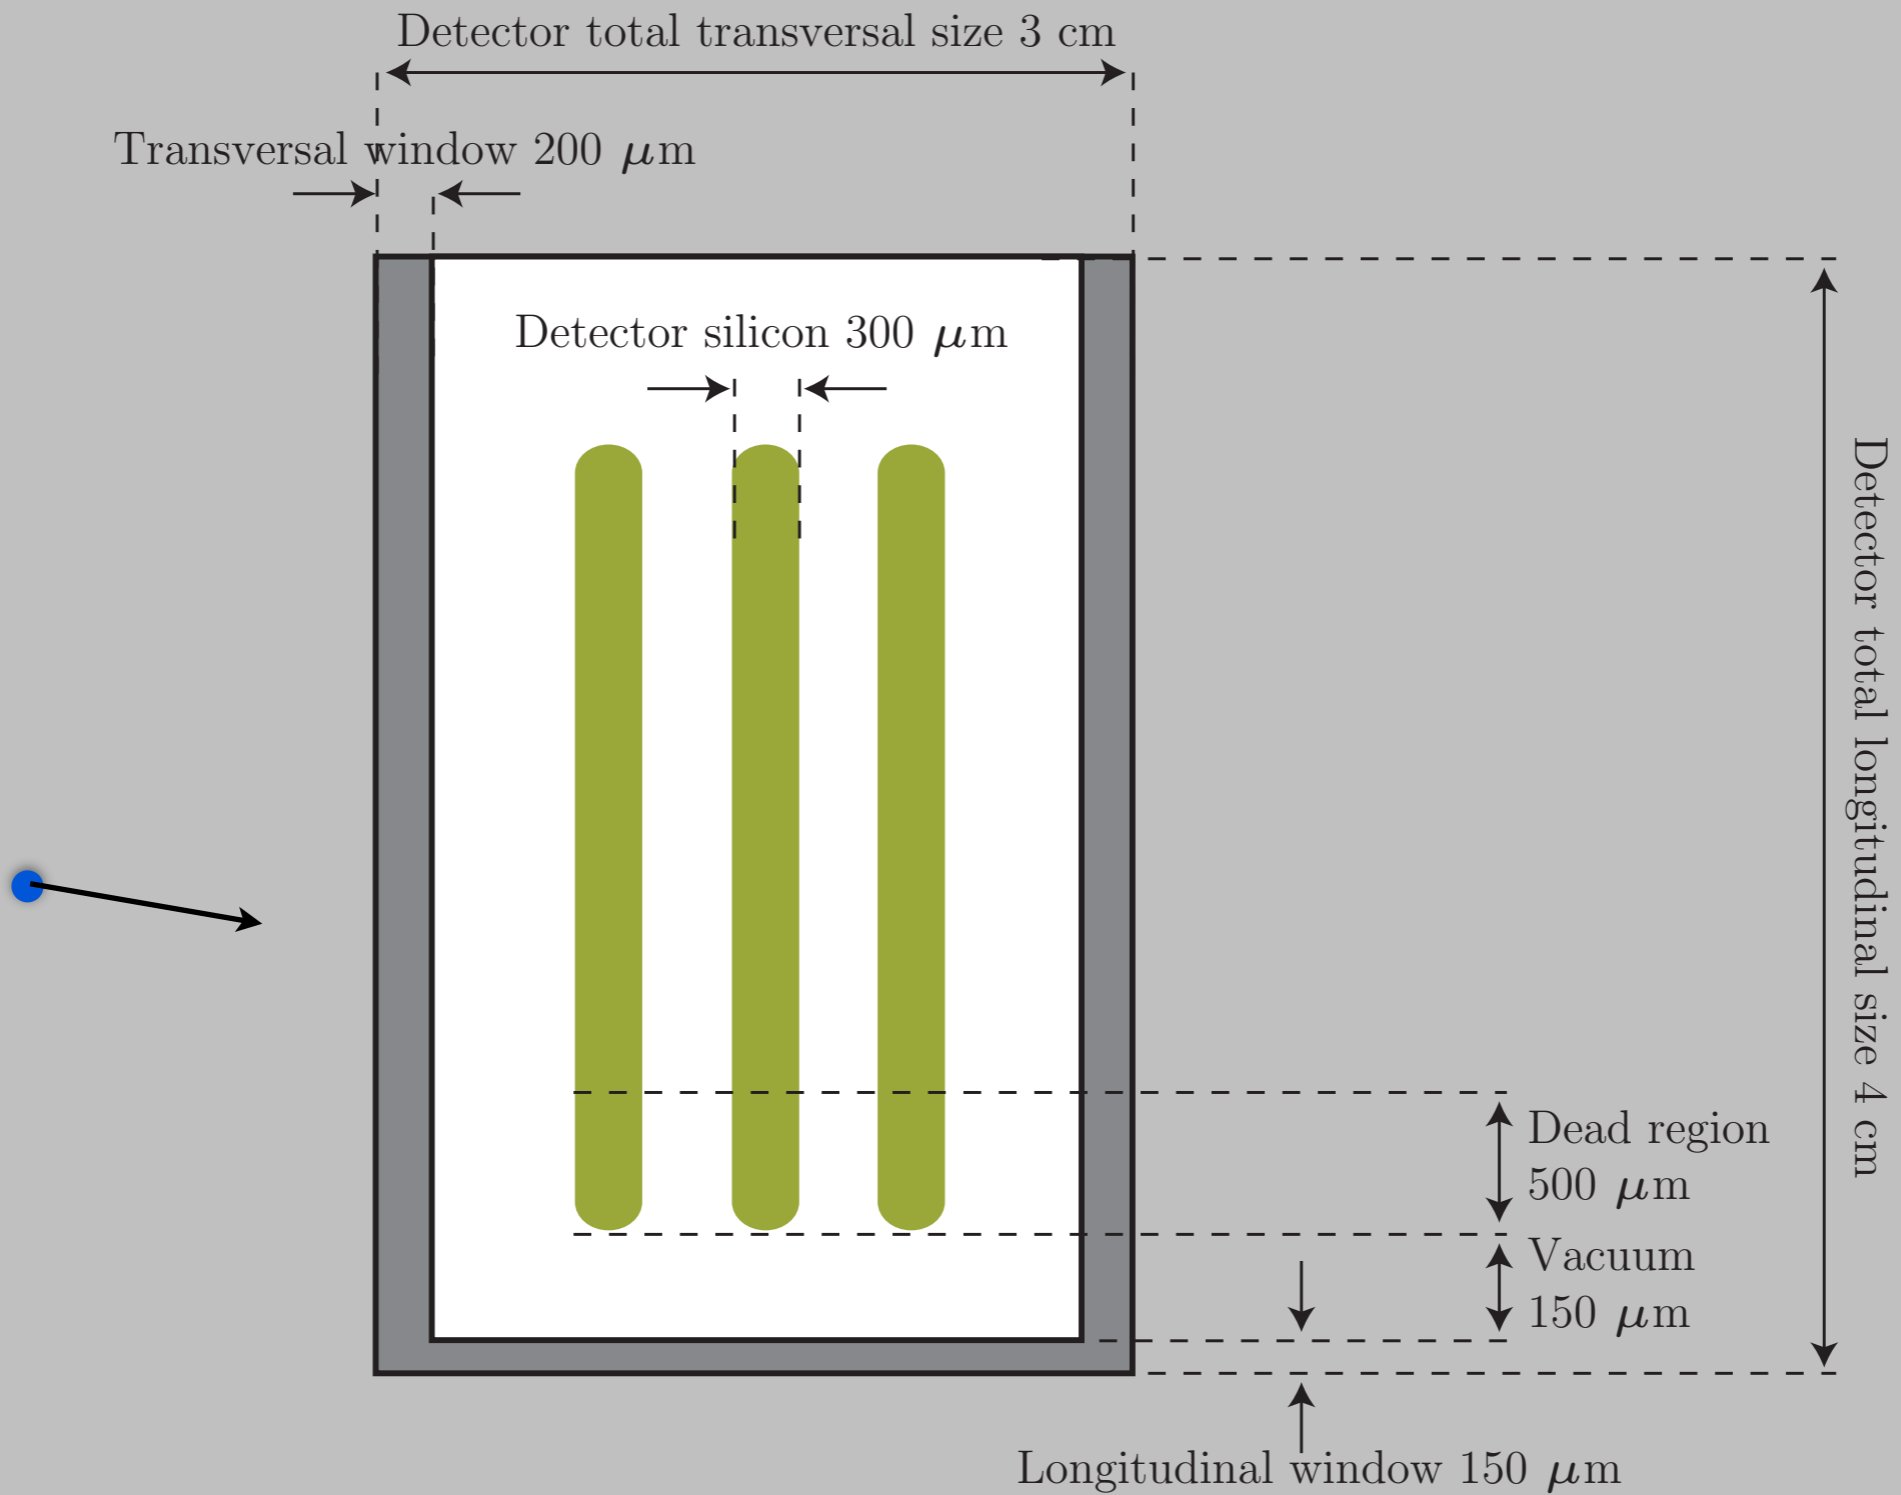 Detector total transversal size 3 cm
Transversal window 200 μm
Detector silicon 300 μm
Detector total longitudinal size 4 cm
Dead region
500 μm
Vacuum
150 μm
Longitudinal window 150 μm